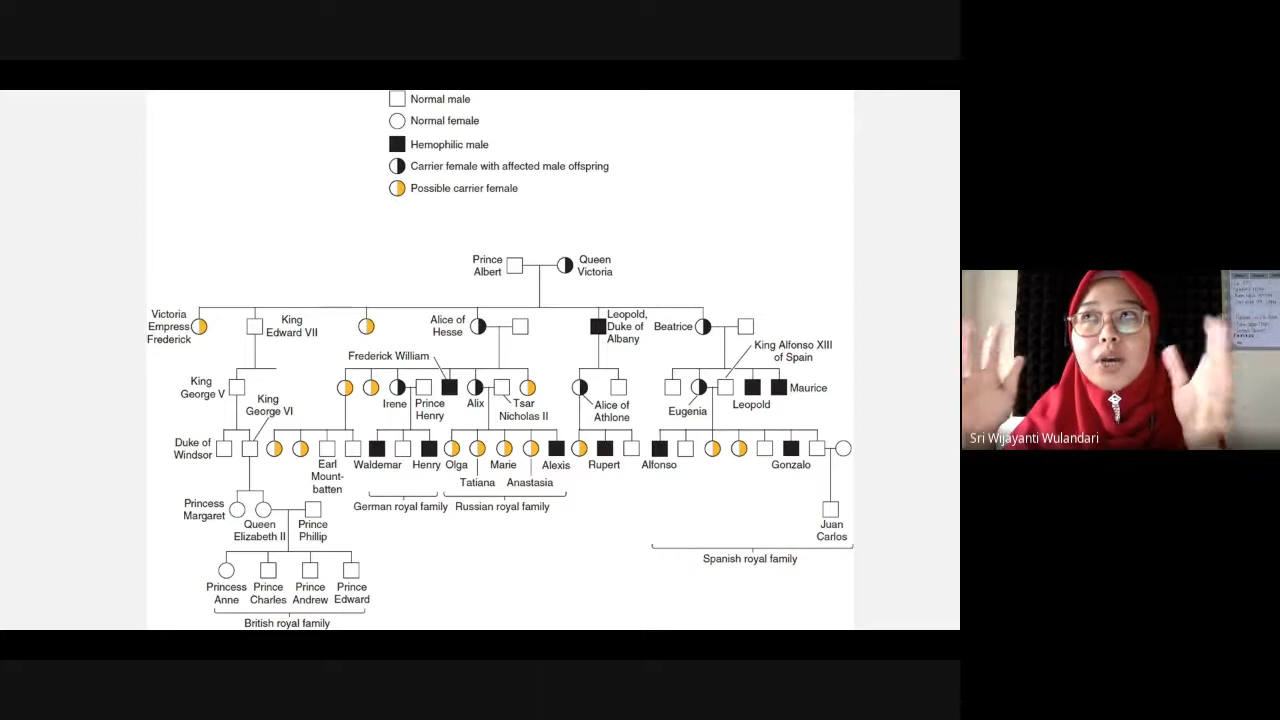 Normal male
Normal female
Hemophilic male
Carrier female with affected male offspring
Possible carrier female
Prince
Albert
Queen
Victoria
Victoria
Empress
Frederick
King
Edward VII
Alice of
Hesse
Leopold,
Duke of
Albany
Beatrice
King Alfonso XIII
of Spain
Frederick William
King
George V
King
George VI
Irene
Prince
Henry
Alix
Tsar
Nicholas II
Alice of
Athlone
Eugenia
Leopold
Maurice
Duke of
Windsor
Earl
Mount-
batten
Waldemar
Henry
Olga
Tatiana
Marie
Anastasia
Alexis
Rupert
Alfonso
Gonzalo
German royal family
Russian royal family
Princess
Margaret
Queen
Elizabeth II
Prince
Phillip
Juan
Carlos
Spanish royal family
Princess
Anne
Prince
Charles
Prince
Andrew
Prince
Edward
British royal family
Sri Wijayanti Wulandari